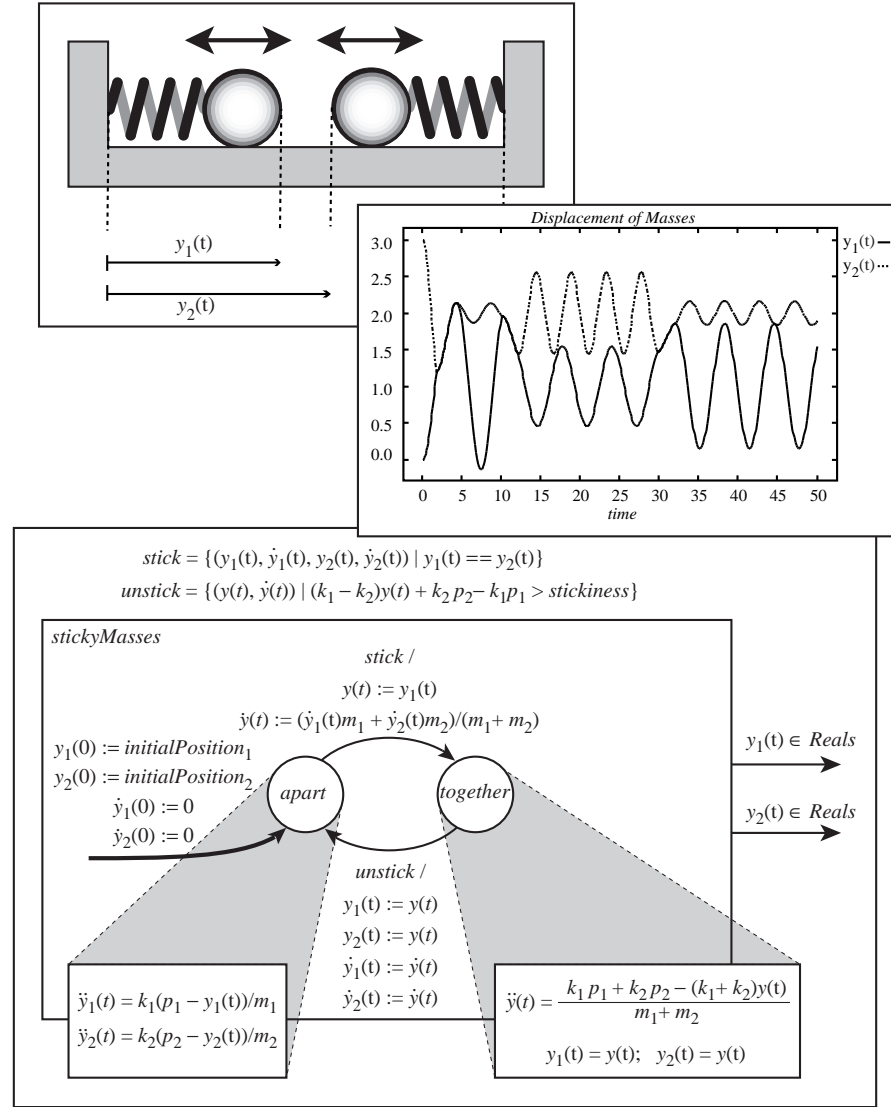 y₁(t)
y₂(t)
Displacement of Masses
y₁(t)
y₂(t)
3.0
2.5
2.0
1.5
1.0
0.5
0.0
0 5 10 15 20 25 30 35 40 45 50
time
stick = {(y₁(t), ẏ₁(t), y₂(t), ẏ₂(t)) | y₁(t) == y₂(t)}
unstick = {(y(t), ẏ(t)) | (k₁ – k₂)y(t) + k₂ p₂ – k₁p₁ > stickiness}
stickyMasses
stick /
y(t) := y₁(t)
ẏ(t) := (ẏ₁(t)m₁ + ẏ₂(t)m₂)/(m₁ + m₂)
y₁(0) := initialPosition₁
y₂(0) := initialPosition₂
ẏ₁(0) := 0
ẏ₂(0) := 0
apart
together
y₁(t) ∈ Reals
y₂(t) ∈ Reals
unstick /
y₁(t) := y(t)
y₂(t) := y(t)
ẏ₁(t) := ẏ(t)
ẏ₂(t) := ẏ(t)
ÿ₁(t) = k₁(p₁ – y₁(t))/m₁
ÿ₂(t) = k₂(p₂ – y₂(t))/m₂
ÿ(t) = k₁ p₁ + k₂ p₂ – (k₁ + k₂)y(t)
m₁ + m₂
y₁(t) = y(t); y₂(t) = y(t)